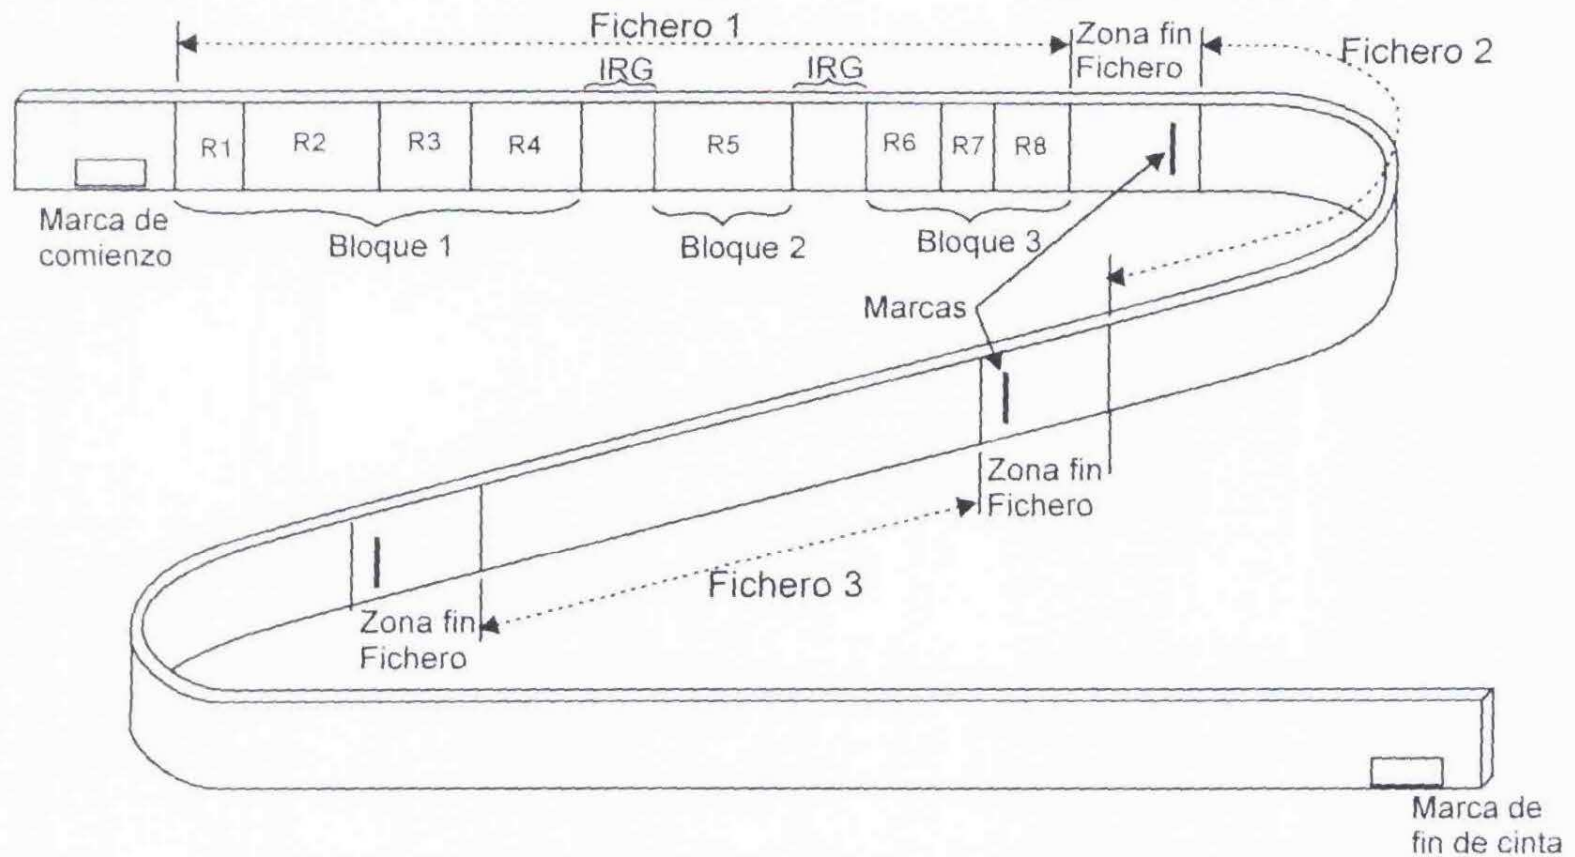 Fichero 1
Zona fin
Fichero
Fichero 2
IRG
IRG
R1
R2
R3
R4
R5
R6
R7
R8
Marca de
comienzo
Bloque 1
Bloque 2
Bloque 3
Marcas
Zona fin
Fichero
Fichero 3
Zona fin
Fichero
Marca de
fin de cinta